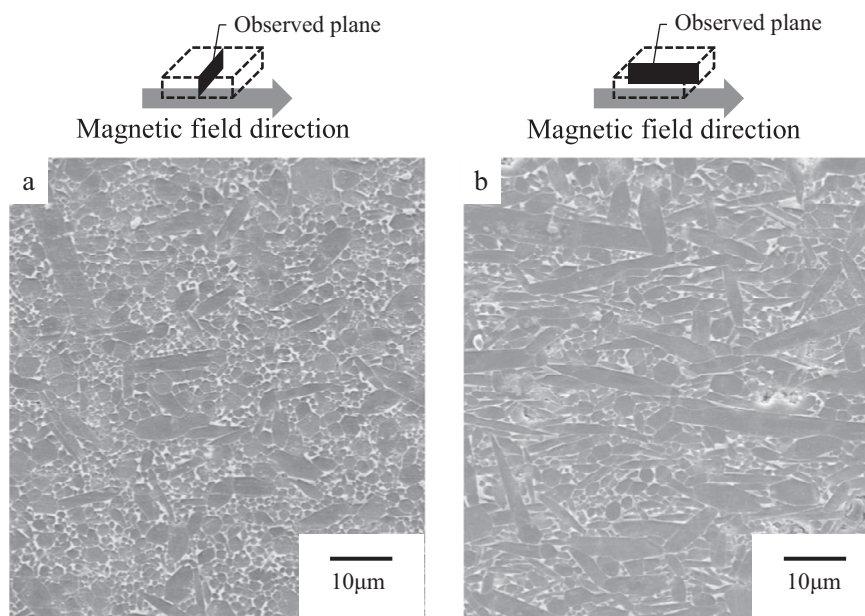 Observed plane
Magnetic field direction
a
10μm
Observed plane
Magnetic field direction
b
10μm